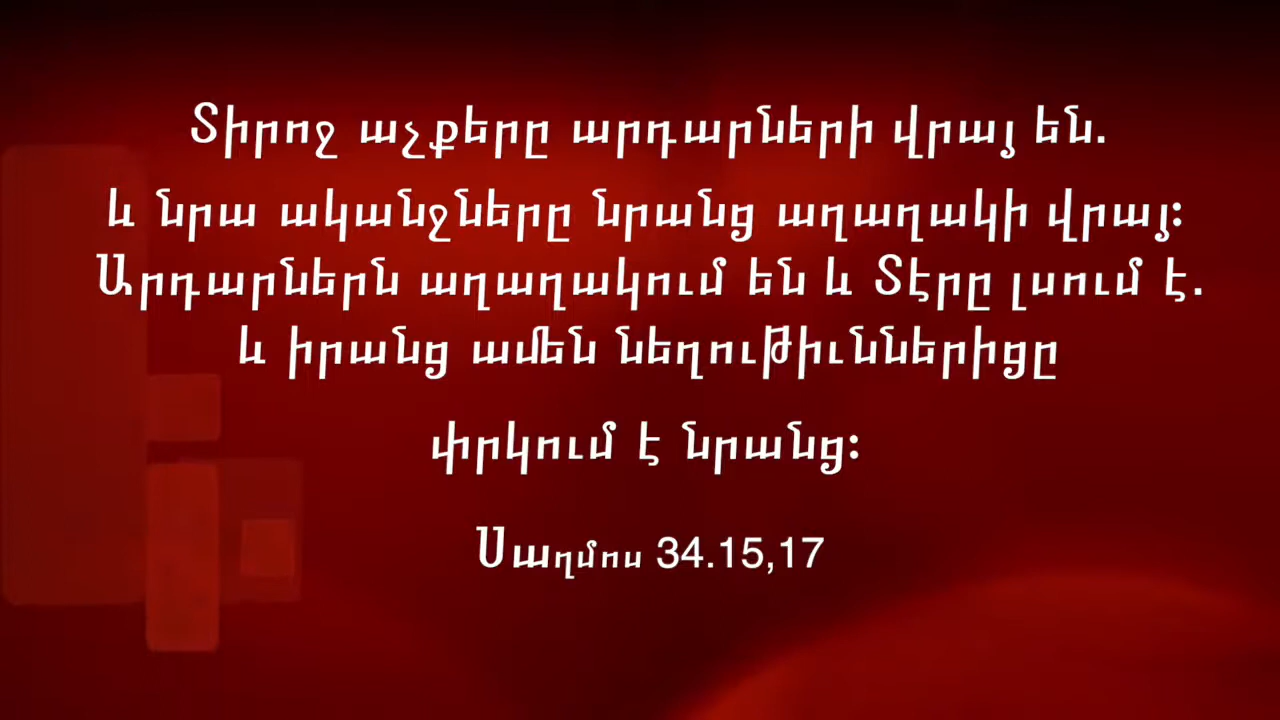 Տիրոջ աչքերը արդարների վրայ են.
և նրա ականջները նրանց աղաղակի վրայ:
Արդարներն աղաղակում են և Տէրը լսում է.
և իրանց ամեն նեղութիւններիցը
փրկում է նրանց:
Սաղմոս 34.15,17